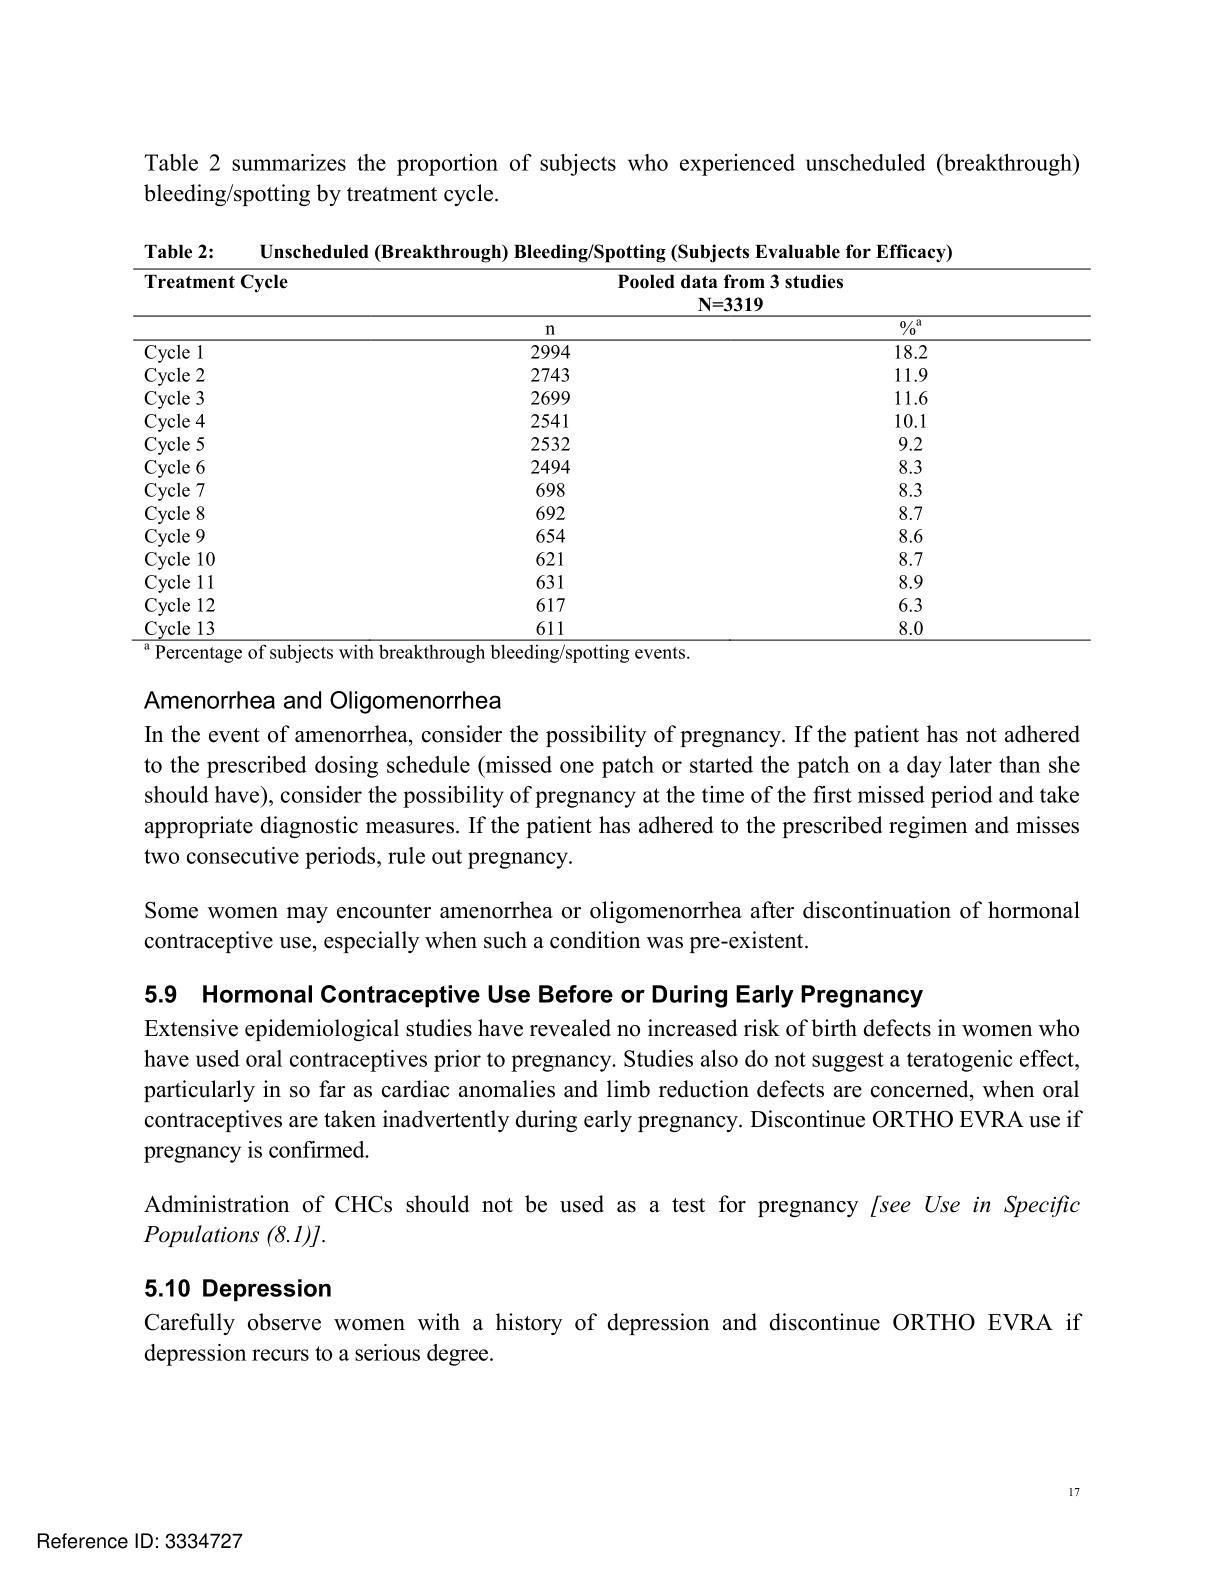 Table 2 summarizes the proportion of subjects who experienced unscheduled (breakthrough)
bleeding/spotting by treatment cycle.
Table 2: Unscheduled (Breakthrough) Bleeding/Spotting (Subjects Evaluable for Efficacy)
Treatment Cycle Pooled data from 3 studies
N=3319
n %a
Cycle 1 2994 18.2
Cycle 2 2743 11.9
Cycle 3 2699 11.6
Cycle 4 2541 10.1
Cycle 5 2532 9.2
Cycle 6 2494 8.3
Cycle 7 698 8.3
Cycle 8 692 8.7
Cycle 9 654 8.6
Cycle 10 621 8.7
Cycle 11 631 8.9
Cycle 12 617 6.3
Cycle 13 611 8.0
a Percentage of subjects with breakthrough bleeding/spotting events.
Amenorrhea and Oligomenorrhea
In the event of amenorrhea, consider the possibility of pregnancy. If the patient has not adhered
to the prescribed dosing schedule (missed one patch or started the patch on a day later than she
should have), consider the possibility of pregnancy at the time of the first missed period and take
appropriate diagnostic measures. If the patient has adhered to the prescribed regimen and misses
two consecutive periods, rule out pregnancy.
Some women may encounter amenorrhea or oligomenorrhea after discontinuation of hormonal
contraceptive use, especially when such a condition was pre-existent.
5.9 Hormonal Contraceptive Use Before or During Early Pregnancy
Extensive epidemiological studies have revealed no increased risk of birth defects in women who
have used oral contraceptives prior to pregnancy. Studies also do not suggest a teratogenic effect,
particularly in so far as cardiac anomalies and limb reduction defects are concerned, when oral
contraceptives are taken inadvertently during early pregnancy. Discontinue ORTHO EVRA use if
pregnancy is confirmed.
Administration of CHCs should not be used as a test for pregnancy [see Use in Specific
Populations (8.1)].
5.10 Depression
Carefully observe women with a history of depression and discontinue ORTHO EVRA if
depression recurs to a serious degree.
17
Reference ID: 3334727